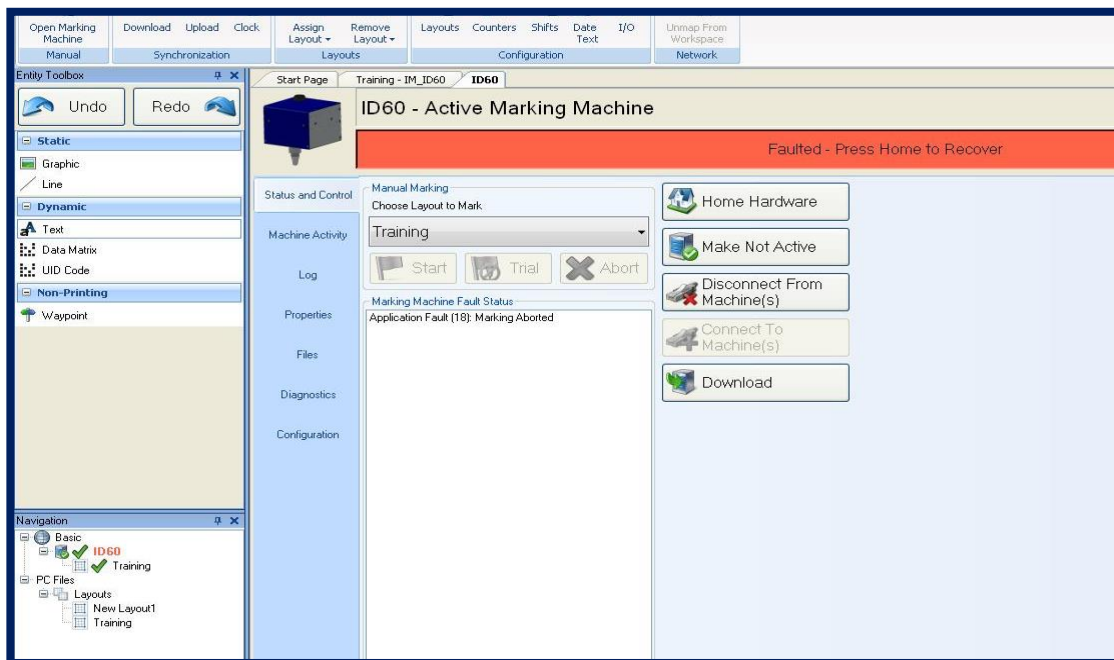 Open Marking Machine
Download Upload Clock
Assign Layout
Remove Layout
Layouts Counters Shifts Date Text I/O
Unmap From Workspace
Manual
Synchronization
Layouts
Configuration
Network
Entity Toolbox
Undo
Redo
Static
Graphic
Line
Dynamic
Text
Data Matrix
UID Code
Non-Printing
Waypoint
Navigation
Basic
ID60
Training
PC Files
Layouts
New Layout1
Training
Start Page
Training - IM_ID60
ID60
ID60 - Active Marking Machine
Faulted - Press Home to Recover
Status and Control
Machine Activity
Log
Properties
Files
Diagnostics
Configuration
Manual Marking
Choose Layout to Mark
Training
Start
Trial
Abort
Marking Machine Fault Status
Application Fault (18): Marking Aborted
Home Hardware
Make Not Active
Disconnect From
Machine(s)
Connect To
Machine(s)
Download